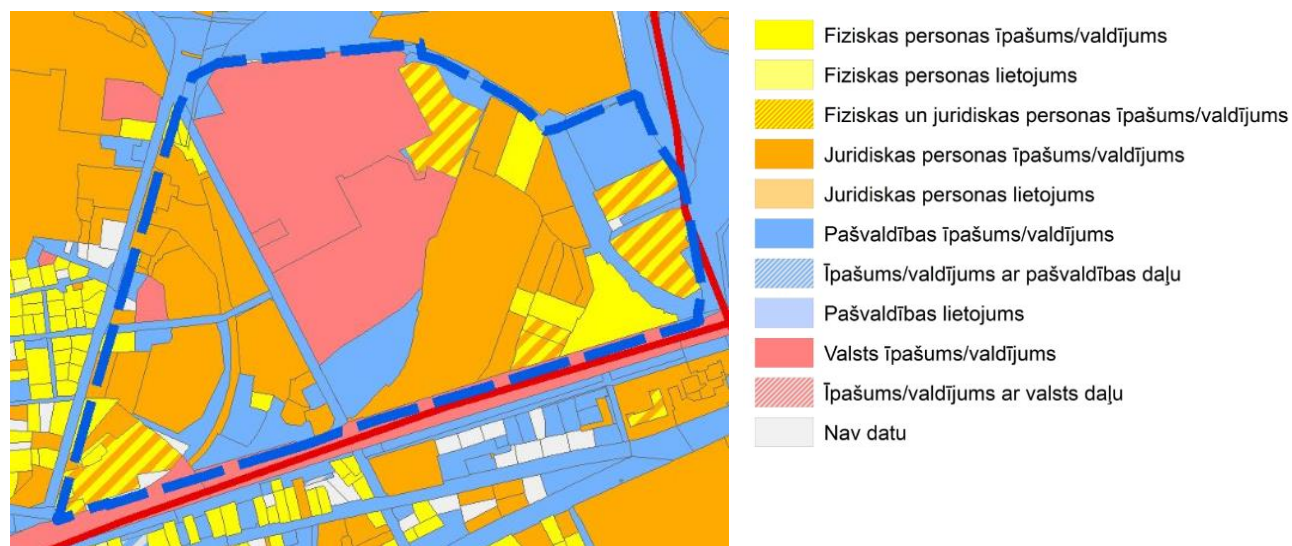 Fiziskas personas īpašums/valdījums
Fiziskas personas lietojums
Fiziskas un juridiskas personas īpašums/valdījums
Juridiskas personas īpašums/valdījums
Juridiskas personas lietojums
Pašvaldības īpašums/valdījums
Īpašums/valdījums ar pašvaldības daļu
Pašvaldības lietojums
Valsts īpašums/valdījums
Īpašums/valdījums ar valsts daļu
Nav datu